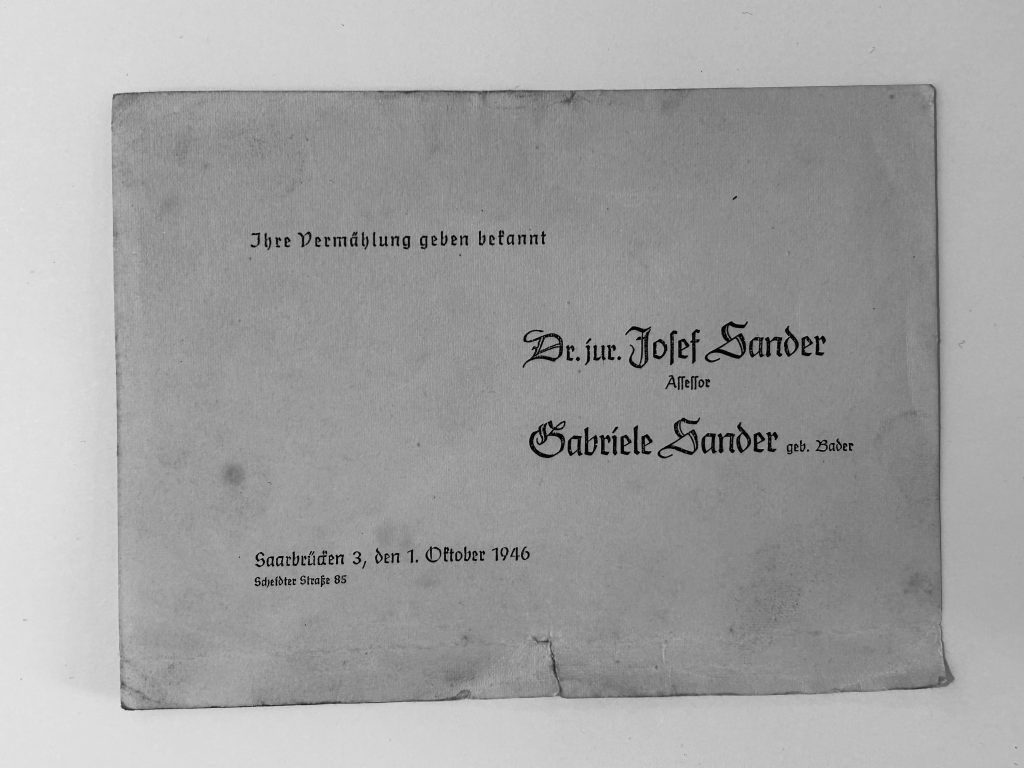 Ihre Vermählung geben bekannt
Dr. jur. Josef Sander
Assessor
Gabriele Sander geb. Bader
Saarbrücken 3, den 1. Oktober 1946
Scheidter Straße 85